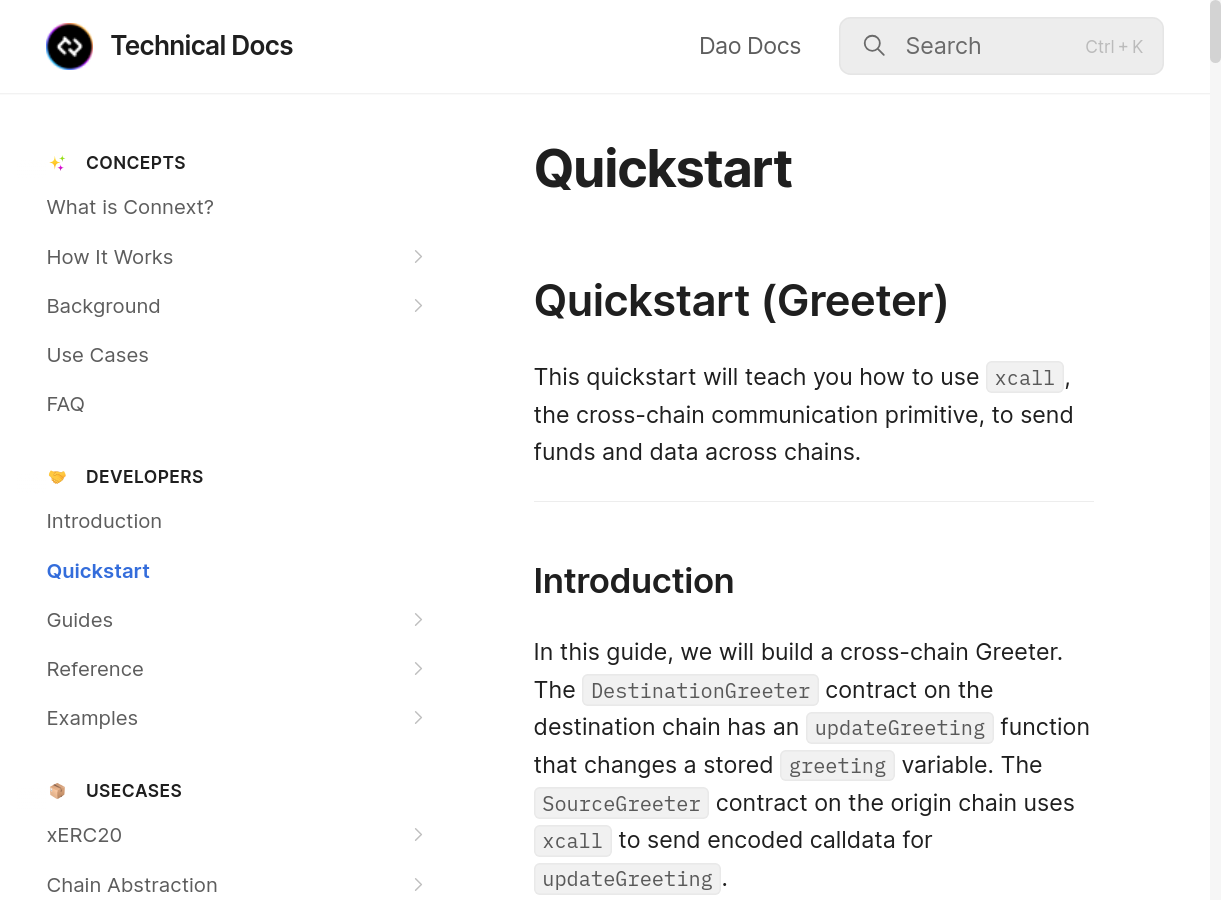 Technical Docs
Dao Docs
Search
Ctrl + K
CONCEPTS
What is Connext?
How It Works
Background
Use Cases
FAQ
DEVELOPERS
Introduction
Quickstart
Guides
Reference
Examples
USECASES
xERC20
Chain Abstraction
Quickstart
Quickstart (Greeter)
This quickstart will teach you how to use xcall,
the cross-chain communication primitive, to send
funds and data across chains.
Introduction
In this guide, we will build a cross-chain Greeter.
The DestinationGreeter contract on the
destination chain has an updateGreeting function
that changes a stored greeting variable. The
SourceGreeter contract on the origin chain uses
xcall to send encoded calldata for
updateGreeting.